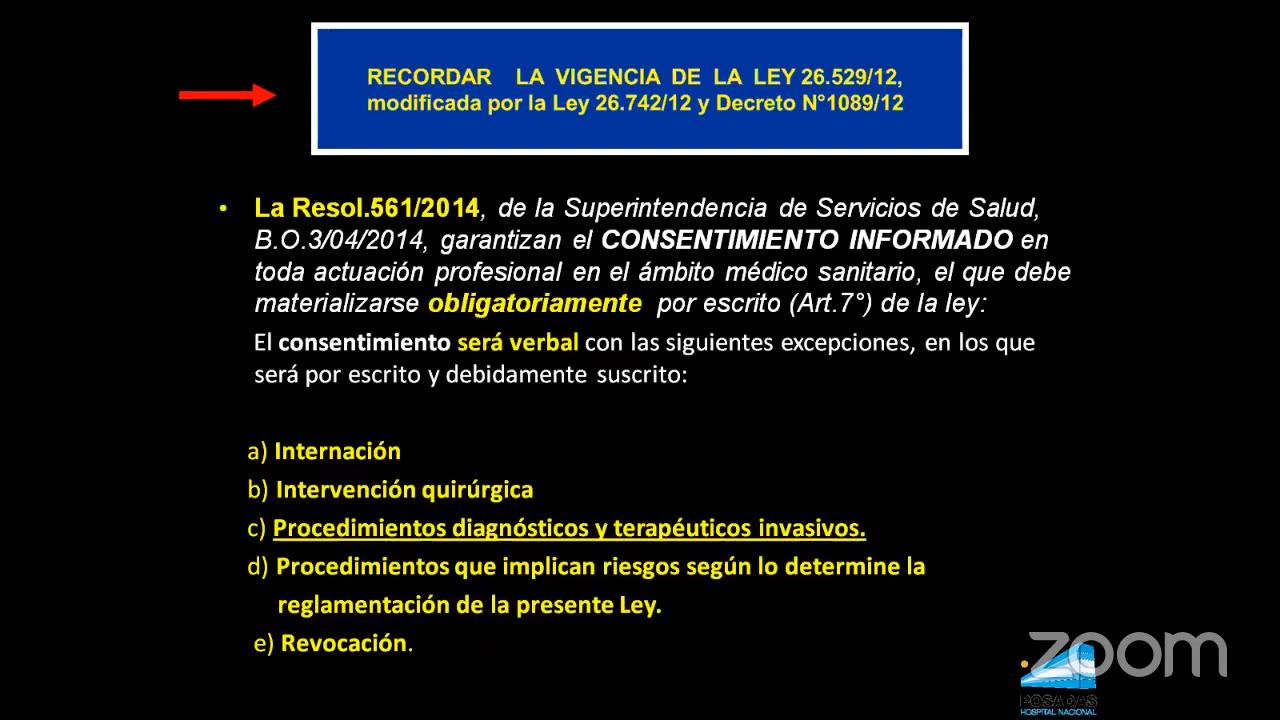 RECORDAR LA VIGENCIA DE LA LEY 26.529/12,
modificada por la Ley 26.742/12 y Decreto N°1089/12
• La Resol.561/2014, de la Superintendencia de Servicios de Salud,
B.O.3/04/2014, garantizan el CONSENTIMIENTO INFORMADO en
toda actuación profesional en el ámbito médico sanitario, el que debe
materializarse obligatoriamente por escrito (Art.7°) de la ley:
El consentimiento será verbal con las siguientes excepciones, en los que
será por escrito y debidamente suscrito:
a) Internación
b) Intervención quirúrgica
c) Procedimientos diagnósticos y terapéuticos invasivos.
d) Procedimientos que implican riesgos según lo determine la
reglamentación de la presente Ley.
e) Revocación.
zoom
POSADAS
HOSPITAL NACIONAL